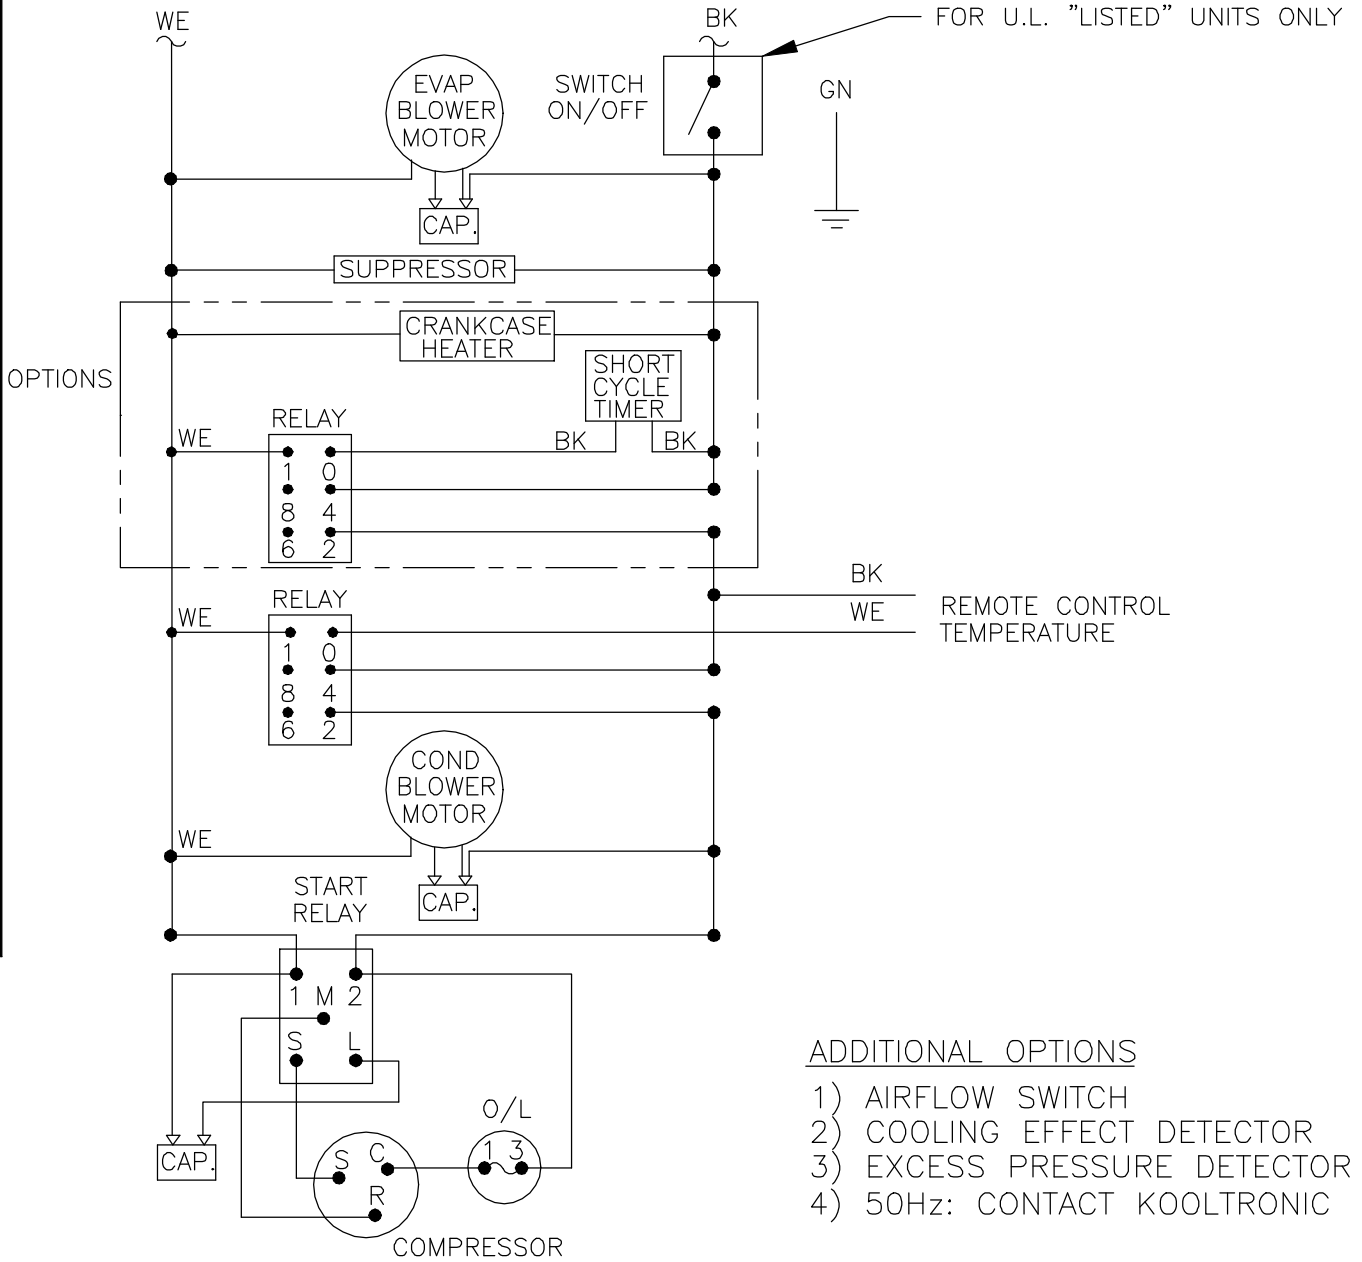 WE
BK
FOR U.L. "LISTED" UNITS ONLY
EVAP
BLOWER
MOTOR
SWITCH
ON/OFF
GN
CAP.
SUPPRESSOR
OPTIONS
CRANKCASE
HEATER
SHORT
CYCLE
TIMER
RELAY
WE
BK
BK
1 0
8 4
6 2
BK
RELAY
WE
WE
REMOTE CONTROL
TEMPERATURE
1 0
8 4
6 2
COND
BLOWER
MOTOR
WE
CAP.
START
RELAY
1 M 2
S L
CAP.
O/L
1 3
S C
R
COMPRESSOR
ADDITIONAL OPTIONS
1) AIRFLOW SWITCH
2) COOLING EFFECT DETECTOR
3) EXCESS PRESSURE DETECTOR
4) 50Hz: CONTACT KOOLTRONIC